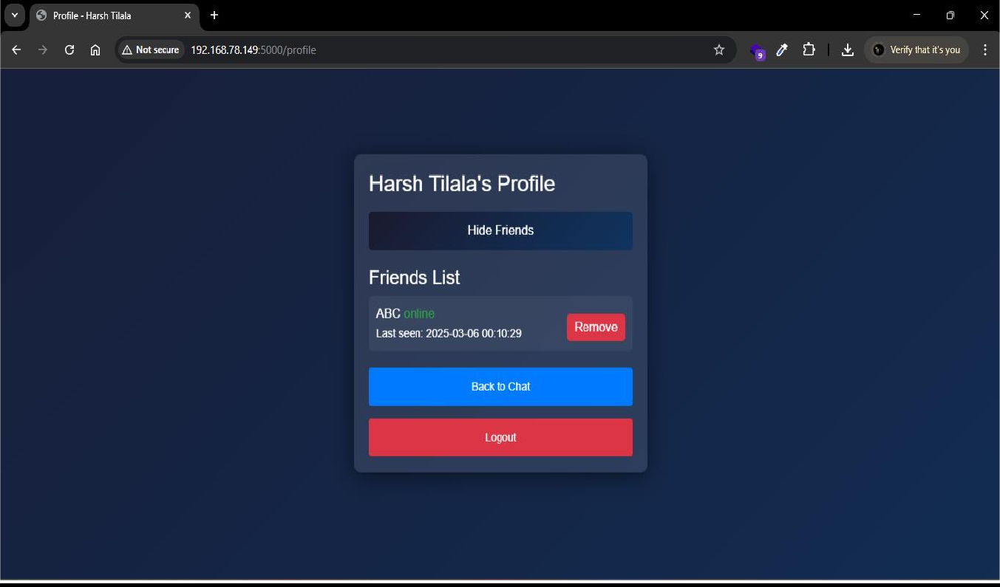 Profile - Harsh Tilala
Not secure 192.168.78.149:5000/profile
9
Verify that it's you
Harsh Tilala's Profile
Hide Friends
Friends List
ABC online
Last seen: 2025-03-06 00:10:29
Remove
Back to Chat
Logout